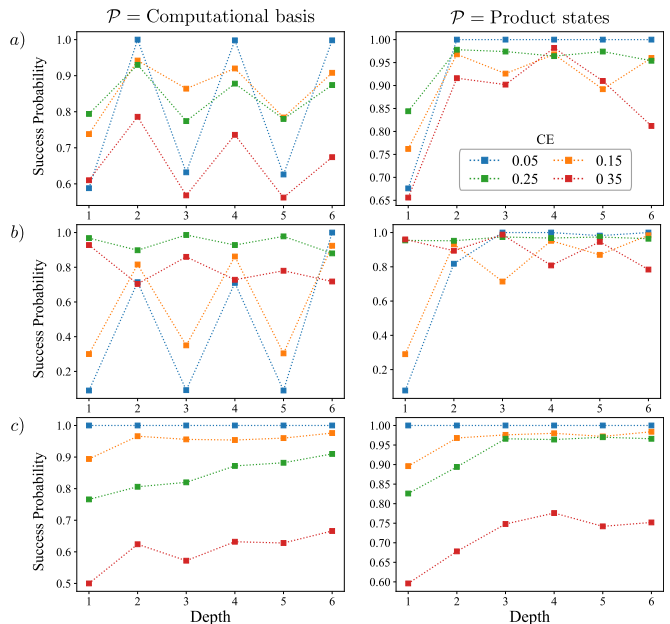 𝒫 = Computational basis
𝒫 = Product states
a)
Success Probability
1.0
0.9
0.8
0.7
0.6
1 2 3 4 5 6
1.00
0.95
0.90
0.85
0.80
0.75
0.70
0.65
1 2 3 4 5 6
CE
0.05 0.15
0.25 0 35
b)
Success Probability
1.0
0.8
0.6
0.4
0.2
1 2 3 4 5 6
1.0
0.8
0.6
0.4
0.2
1 2 3 4 5 6
c)
Success Probability
1.0
0.9
0.8
0.7
0.6
0.5
1 2 3 4 5 6
Depth
1.00
0.95
0.90
0.85
0.80
0.75
0.70
0.65
0.60
1 2 3 4 5 6
Depth